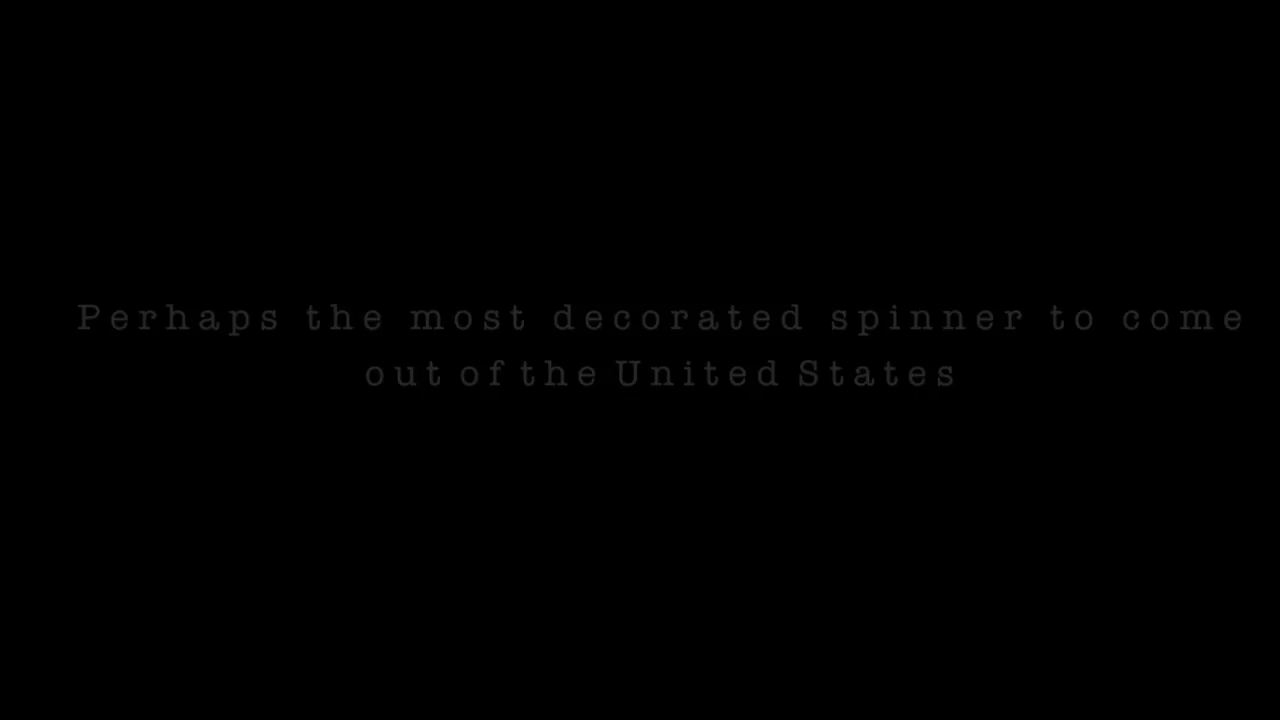 Perhaps the most decorated spinner to come
out of the United States